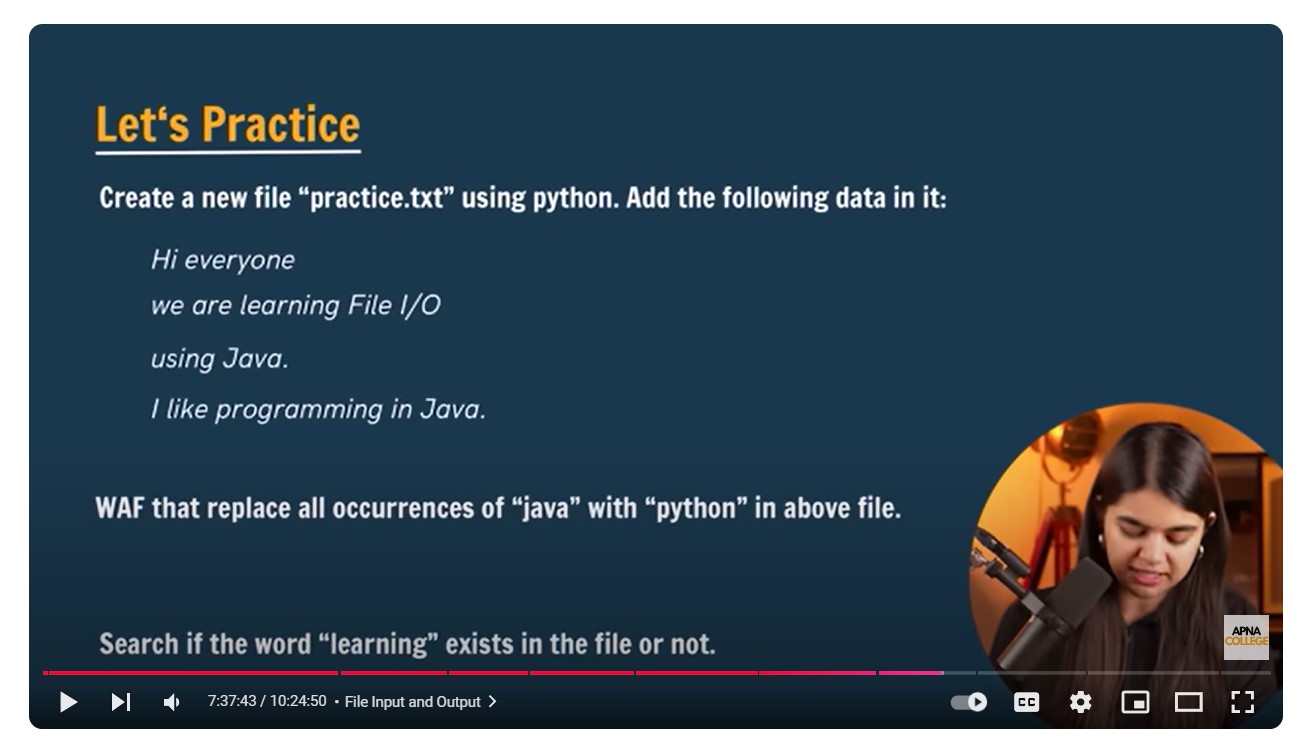 Let‘s Practice
Create a new file “practice.txt” using python. Add the following data in it:
Hi everyone
we are learning File I/O
using Java.
I like programming in Java.
WAF that replace all occurrences of “java” with “python” in above file.
Search if the word “learning” exists in the file or not.
APNA
COLLEGE
7:37:43 / 10:24:50 • File Input and Output
CC